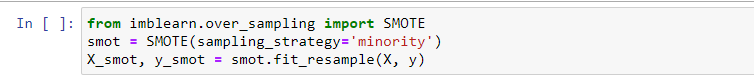 In [ ]: from imblearn.over_sampling import SMOTE
smot = SMOTE(sampling_strategy='minority')
X_smot, y_smot = smot.fit_resample(X, y)